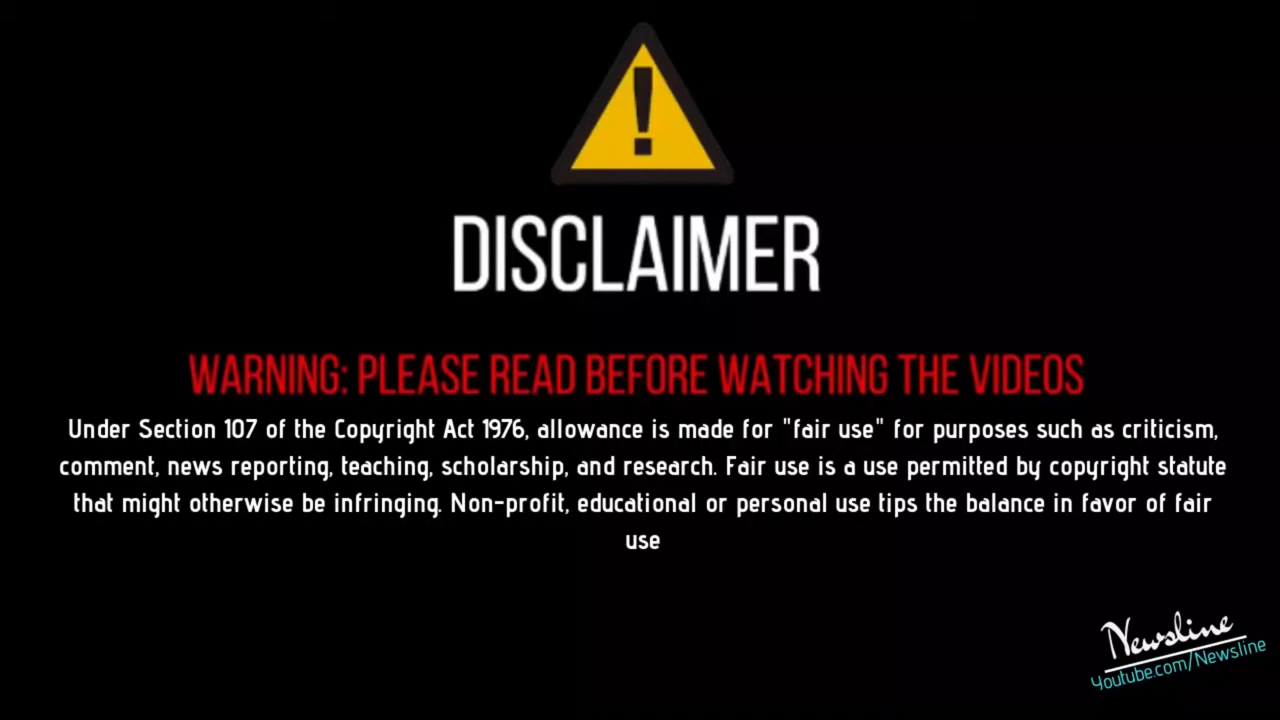 !
DISCLAIMER
WARNING: PLEASE READ BEFORE WATCHING THE VIDEOS
Under Section 107 of the Copyright Act 1976, allowance is made for "fair use" for purposes such as criticism,
comment, news reporting, teaching, scholarship, and research. Fair use is a use permitted by copyright statute
that might otherwise be infringing. Non-profit, educational or personal use tips the balance in favor of fair
use
Newsline
Youtube.com/Newsline